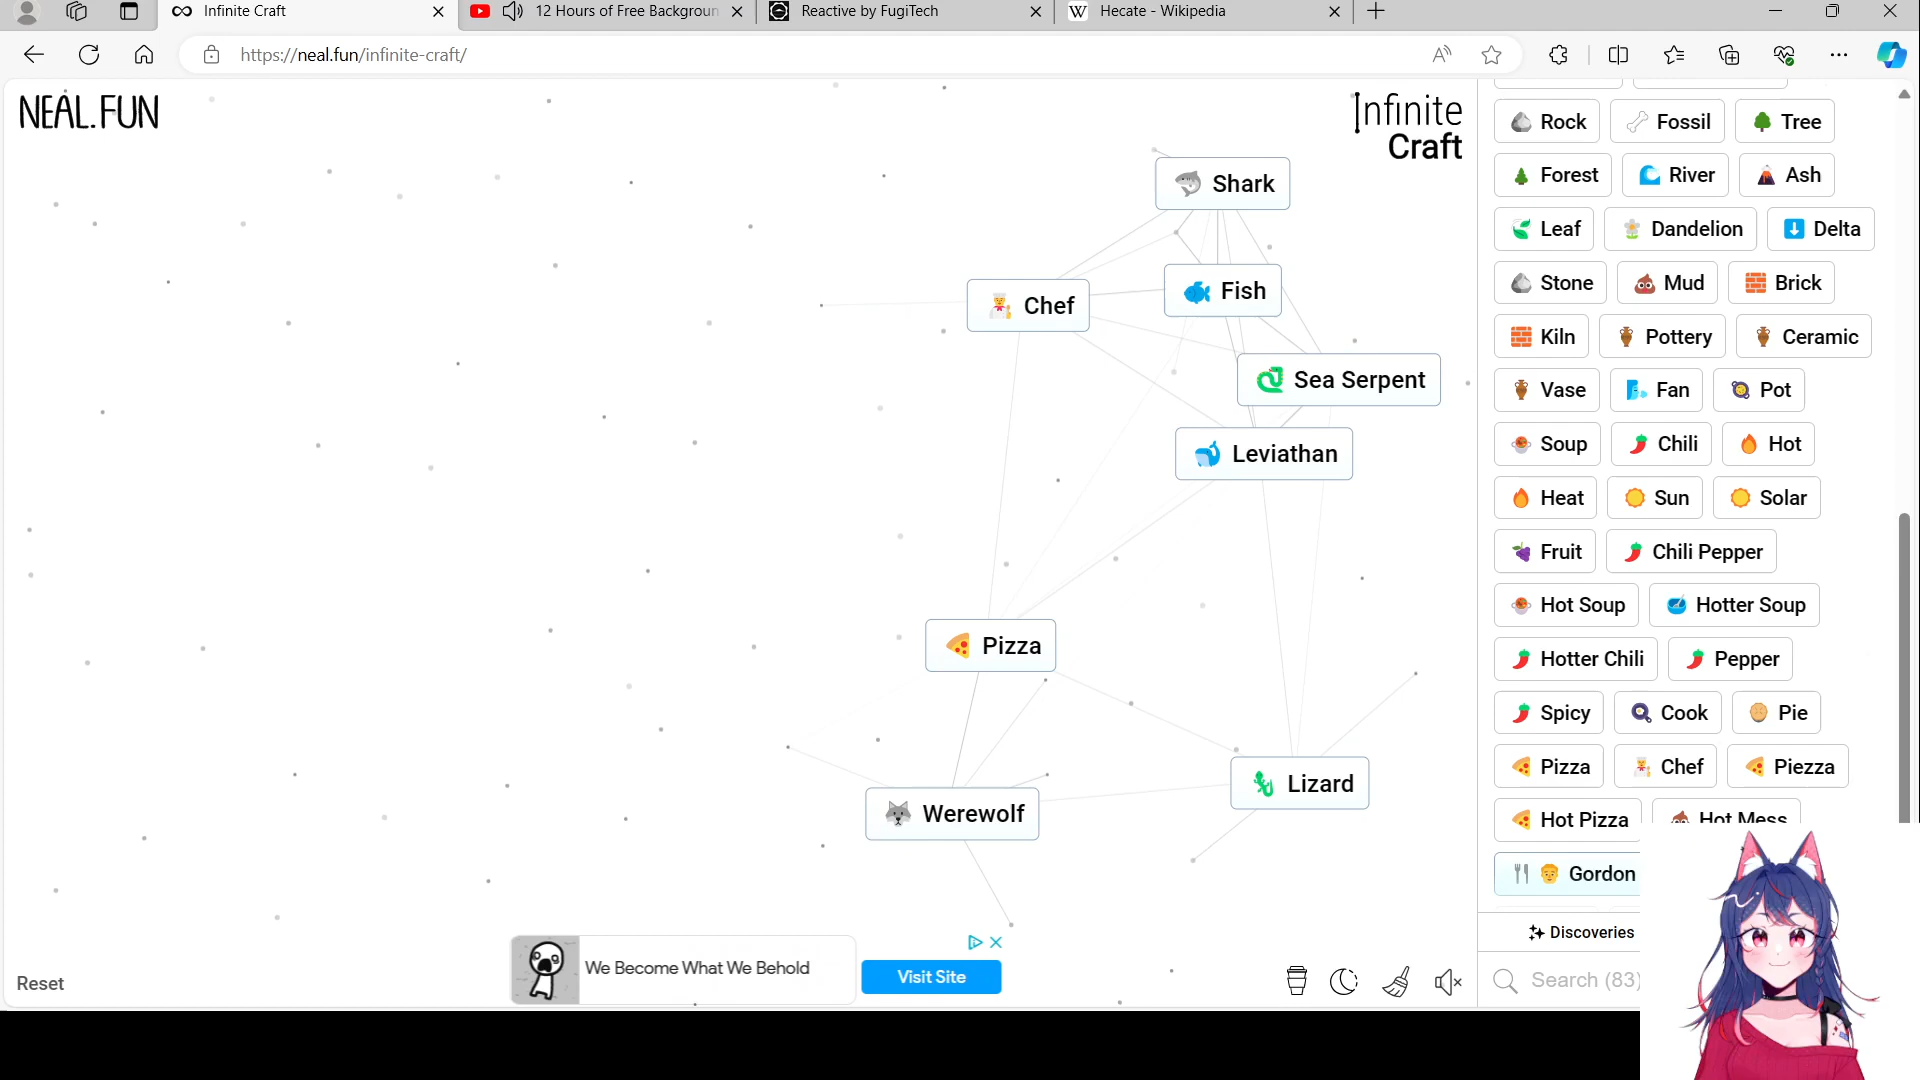 Infinite Craft
12 Hours of Free Backgroun
Reactive by FugiTech
Hecate - Wikipedia
https://neal.fun/infinite-craft/
NEAL.FUN
Infinite
Craft
Shark
Chef
Fish
Sea Serpent
Leviathan
Pizza
Werewolf
Lizard
Rock Fossil Tree
Forest River Ash
Leaf Dandelion Delta
Stone Mud Brick
Kiln Pottery Ceramic
Vase Fan Pot
Soup Chili Hot
Heat Sun Solar
Fruit Chili Pepper
Hot Soup Hotter Soup
Hotter Chili Pepper
Spicy Cook Pie
Pizza Chef Piezza
Hot Pizza Hot Mess
Gordon
Discoveries
Search (83)
We Become What We Behold
Visit Site
Reset